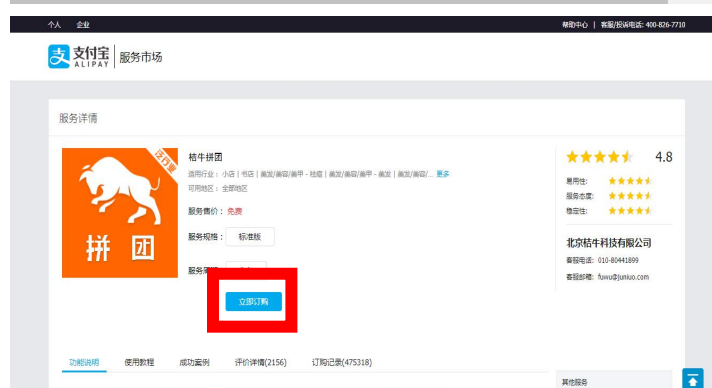 个人 企业
帮助中心 | 客服/投诉电话: 400-826-7710
支 支付宝 ALIPAY 服务市场
服务详情
泛行业
拼 团
桔牛拼团
适用行业： 小店 | 书店 | 美发/美容/美甲 - 祛痘 | 美发/美容/美甲 - 美发 | 美发/美容/... 更多
可用地区： 全部地区
服务售价： 免费
服务规格： 标准版
服务
立即订购
4.8
易用性:
服务态度:
稳定性:
北京桔牛科技有限公司
客服电话: 010-80441899
客服邮箱: fuwu@juniuo.com
功能说明 使用教程 成功案例 评价详情(2156) 订购记录(475318)
其他服务